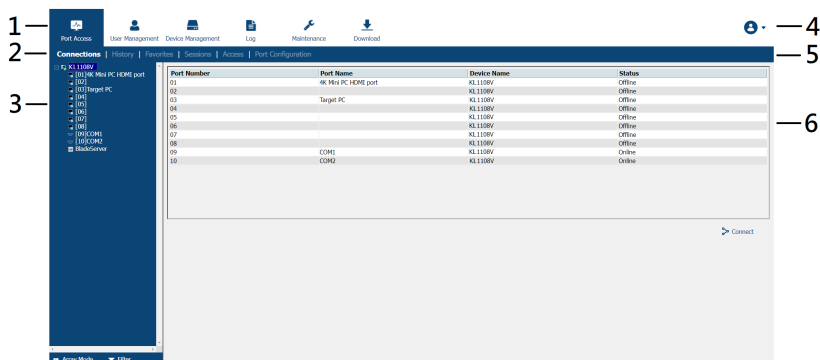 1
Port Access User Management Device Management Log Maintenance Download
4
2
Connections | History | Favorites | Sessions | Access | Port Configuration
5
3
KL1108V
[01]4K Mini PC HDMI port
[02]
[03]Target PC
[04]
[05]
[06]
[07]
[08]
[09]COM1
[10]COM2
BladeServer
Port Number Port Name Device Name Status
01 4K Mini PC HDMI port KL1108V Offline
02 KL1108V Offline
03 Target PC KL1108V Offline
04 KL1108V Offline
05 KL1108V Offline
06 KL1108V Offline
07 KL1108V Offline
08 KL1108V Offline
09 COM1 KL1108V Online
10 COM2 KL1108V Online
6
Connect
Array Mode Filter